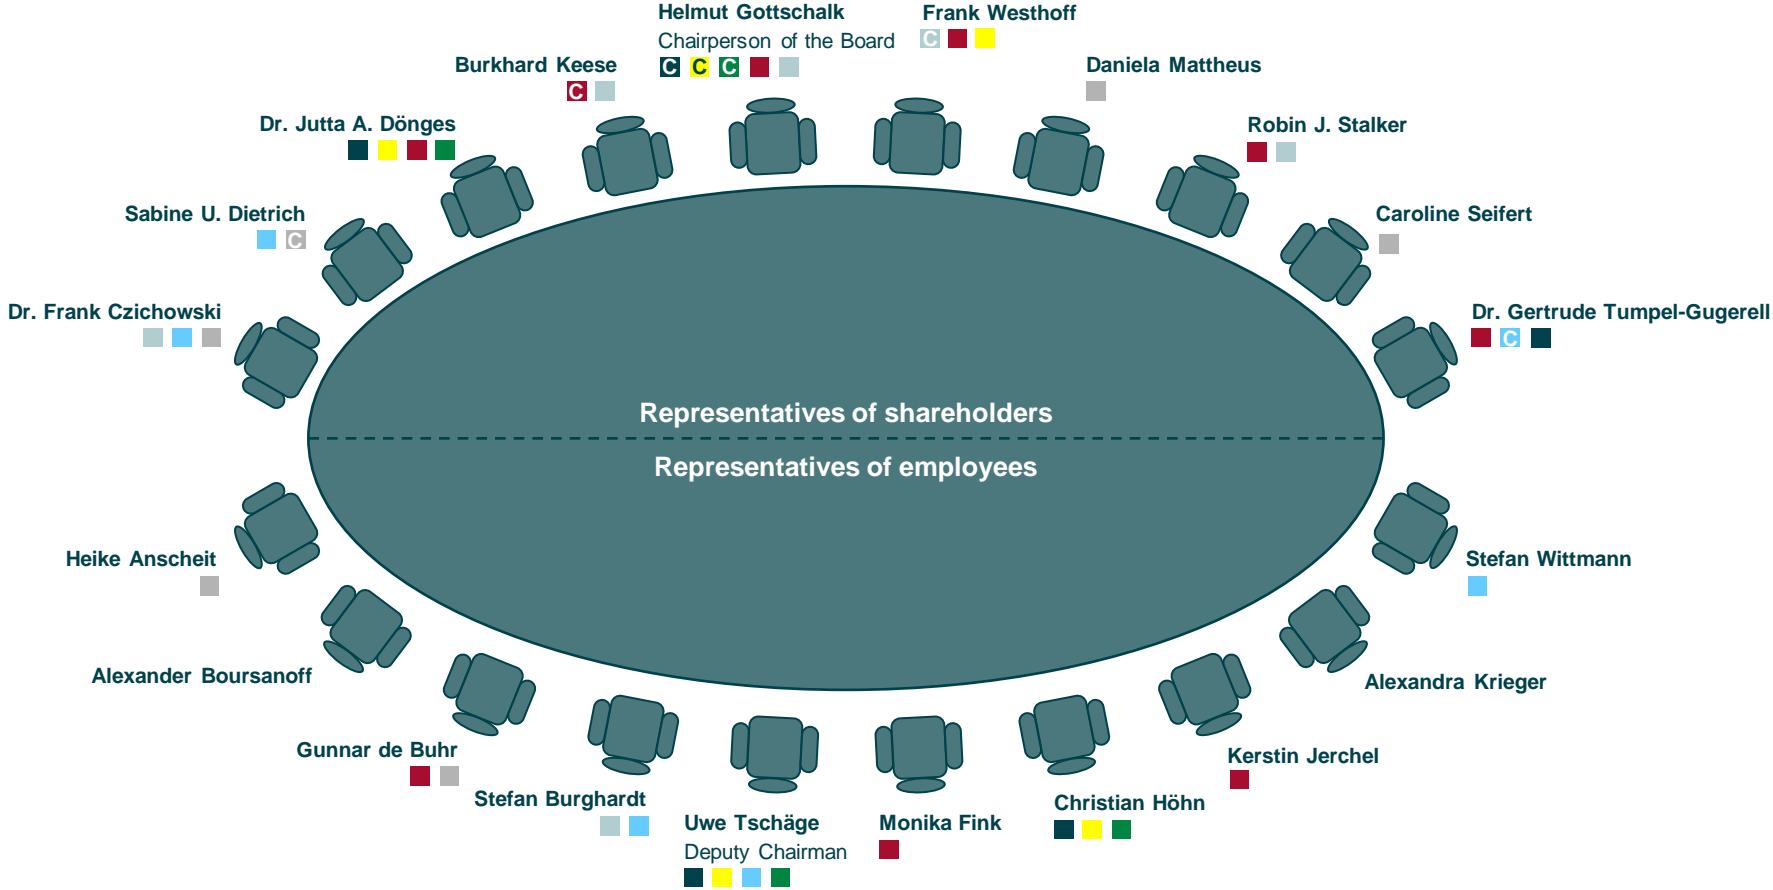 Helmut Gottschalk
Chairperson of the Board
C C C
Frank Westhoff
C
Burkhard Keese
C
Daniela Mattheus
Dr. Jutta A. Dönges
Robin J. Stalker
Sabine U. Dietrich
C
Caroline Seifert
Dr. Frank Czichowski
Dr. Gertrude Tumpel-Gugerell
C
Representatives of shareholders
Representatives of employees
Heike Anscheit
Stefan Wittmann
Alexander Boursanoff
Alexandra Krieger
Gunnar de Buhr
Kerstin Jerchel
Stefan Burghardt
Christian Höhn
Uwe Tschäge
Deputy Chairman
Monika Fink